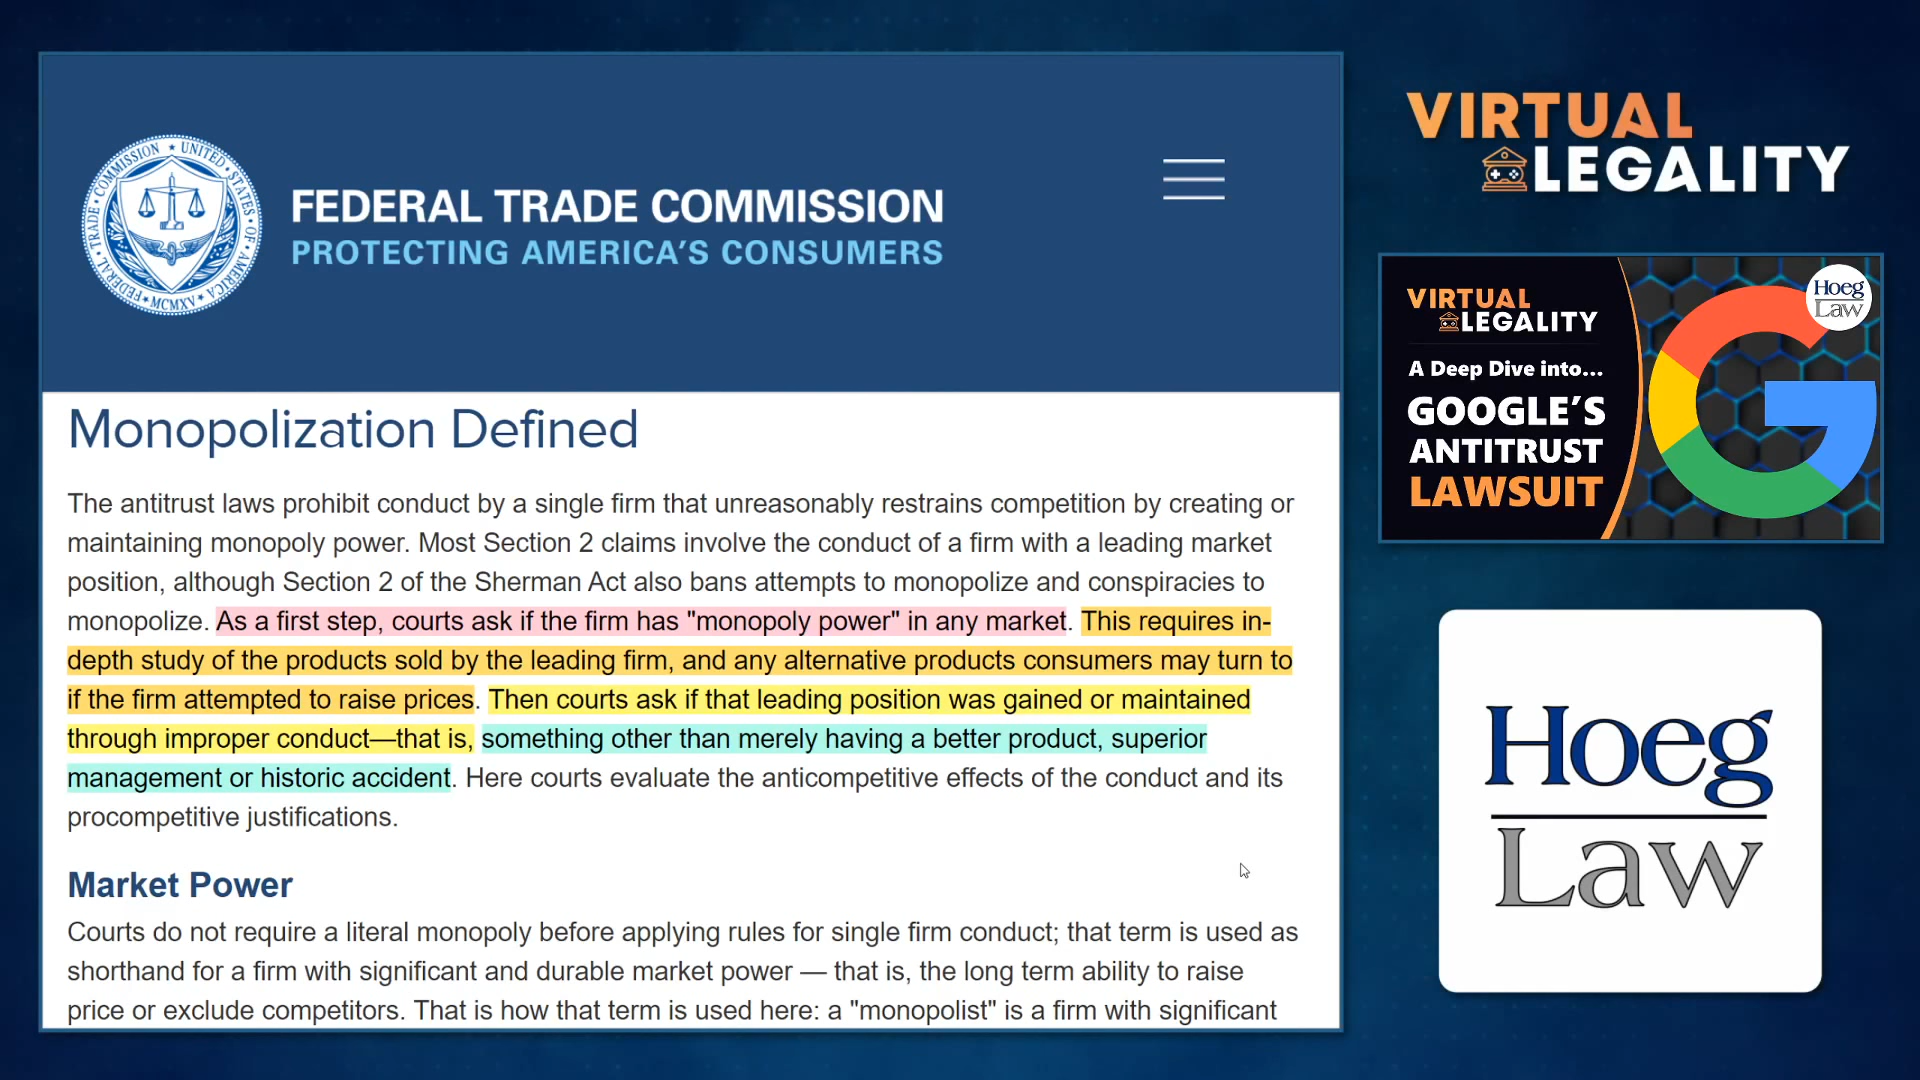 FEDERAL TRADE COMMISSION ★ UNITED STATES OF AMERICA ★ MCMXV ★
FEDERAL TRADE COMMISSION
PROTECTING AMERICA'S CONSUMERS
Monopolization Defined
The antitrust laws prohibit conduct by a single firm that unreasonably restrains competition by creating or
maintaining monopoly power. Most Section 2 claims involve the conduct of a firm with a leading market
position, although Section 2 of the Sherman Act also bans attempts to monopolize and conspiracies to
monopolize. As a first step, courts ask if the firm has "monopoly power" in any market. This requires in-
depth study of the products sold by the leading firm, and any alternative products consumers may turn to
if the firm attempted to raise prices. Then courts ask if that leading position was gained or maintained
through improper conduct—that is, something other than merely having a better product, superior
management or historic accident. Here courts evaluate the anticompetitive effects of the conduct and its
procompetitive justifications.
Market Power
Courts do not require a literal monopoly before applying rules for single firm conduct; that term is used as
shorthand for a firm with significant and durable market power — that is, the long term ability to raise
price or exclude competitors. That is how that term is used here: a "monopolist" is a firm with significant
VIRTUAL
LEGALITY
VIRTUAL
LEGALITY
A Deep Dive into...
GOOGLE'S
ANTITRUST
LAWSUIT
Hoeg
Law
Hoeg
Law